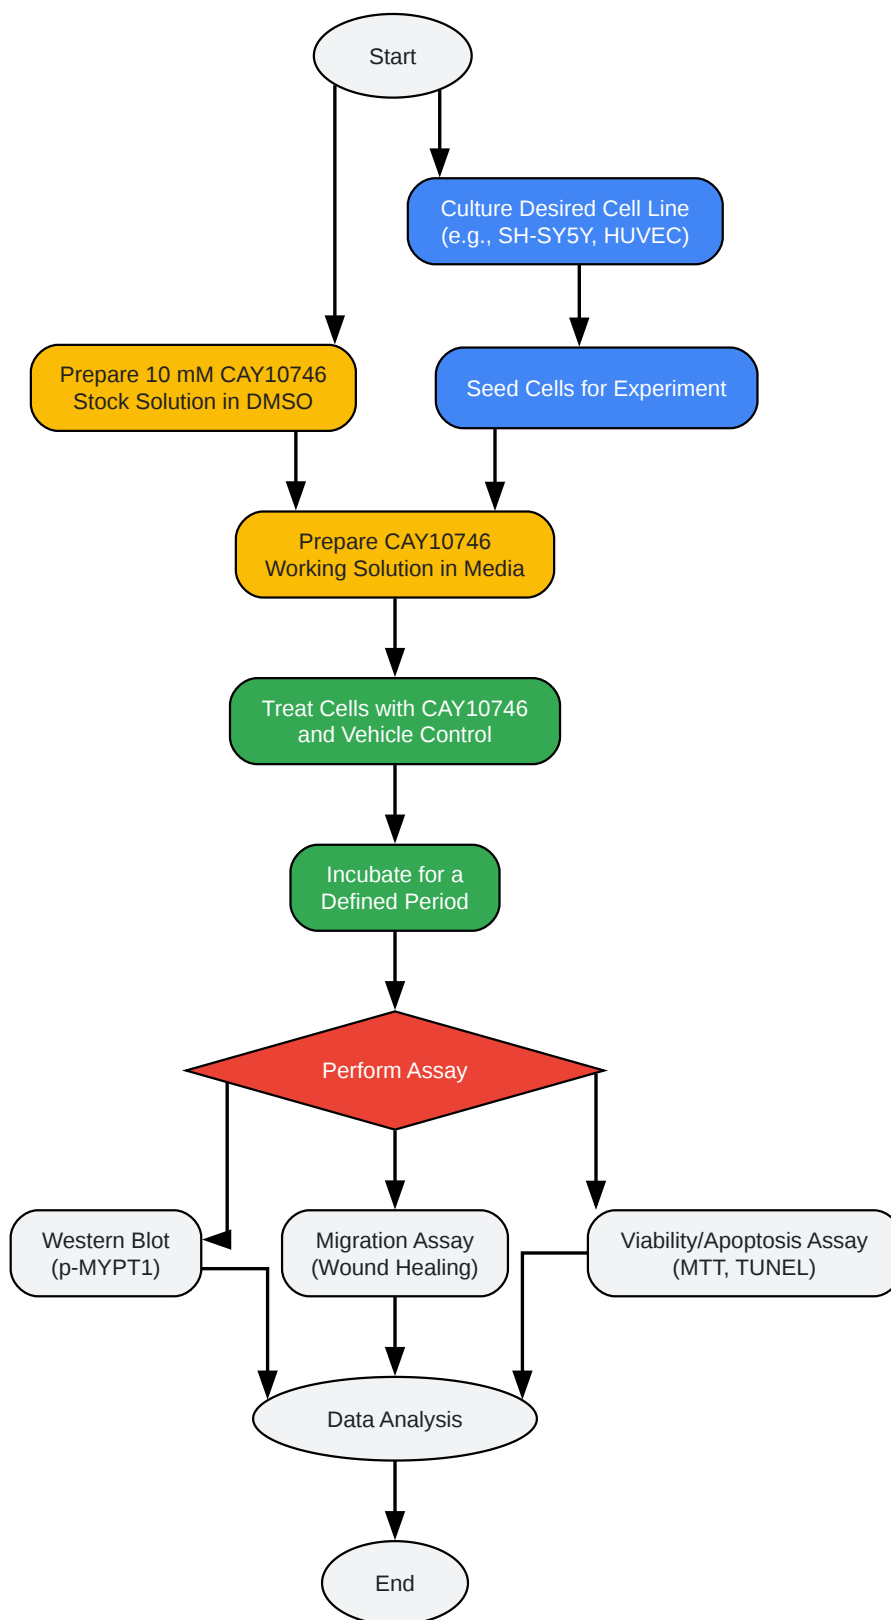 Start
Culture Desired Cell Line
(e.g., SH-SY5Y, HUVEC)
Prepare 10 mM CAY10746
Stock Solution in DMSO
Seed Cells for Experiment
Prepare CAY10746
Working Solution in Media
Treat Cells with CAY10746
and Vehicle Control
Incubate for a
Defined Period
Perform Assay
Western Blot
(p-MYPT1)
Migration Assay
(Wound Healing)
Viability/Apoptosis Assay
(MTT, TUNEL)
Data Analysis
End